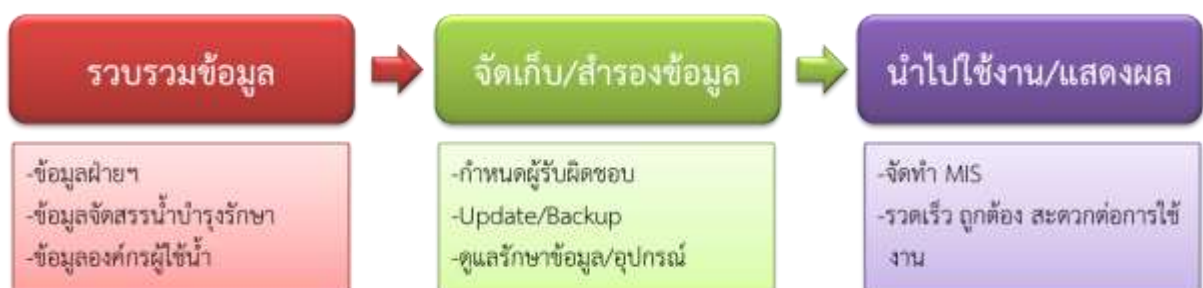 รวบรวมข้อมูล
-ข้อมูลฝ่ายฯ
-ข้อมูลจัดสรรน้ำบำรุงรักษา
-ข้อมูลองค์กรผู้ใช้น้ำ
จัดเก็บ/สำรองข้อมูล
-กำหนดผู้รับผิดชอบ
-Update/Backup
-ดูแลรักษาข้อมูล/อุปกรณ์
นำไปใช้งาน/แสดงผล
-จัดทำ MIS
-รวดเร็ว ถูกต้อง สะดวกต่อการใช้
งาน